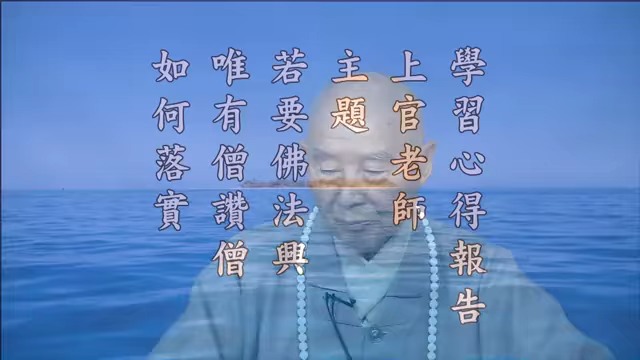 學習心得報告
上官老師
主題
若要佛法興
唯有僧讚僧
如何落實